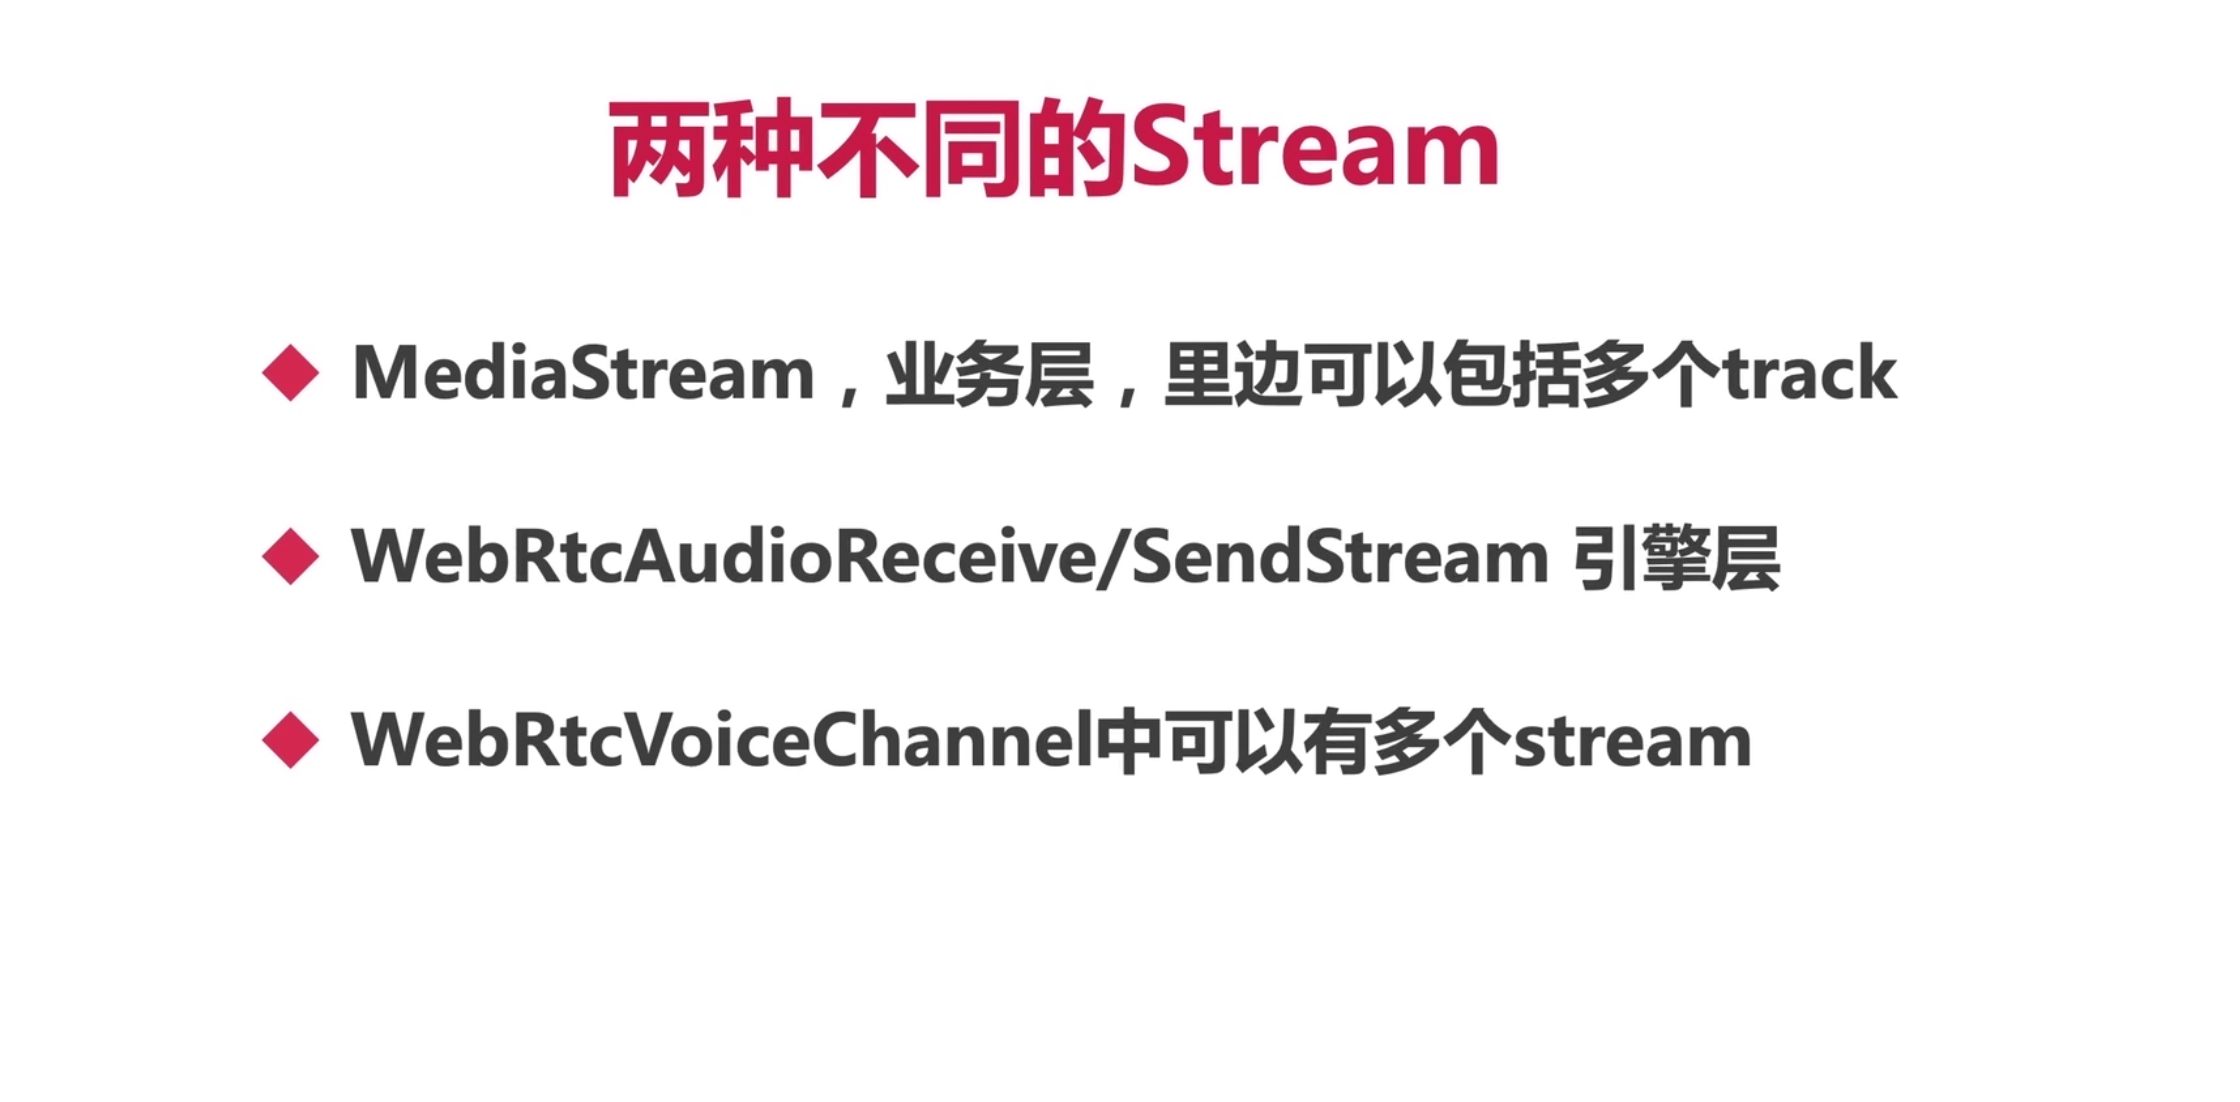 两种不同的Stream
MediaStream，业务层，里边可以包括多个track
WebRtcAudioReceive/SendStream 引擎层
WebRtcVoiceChannel中可以有多个stream